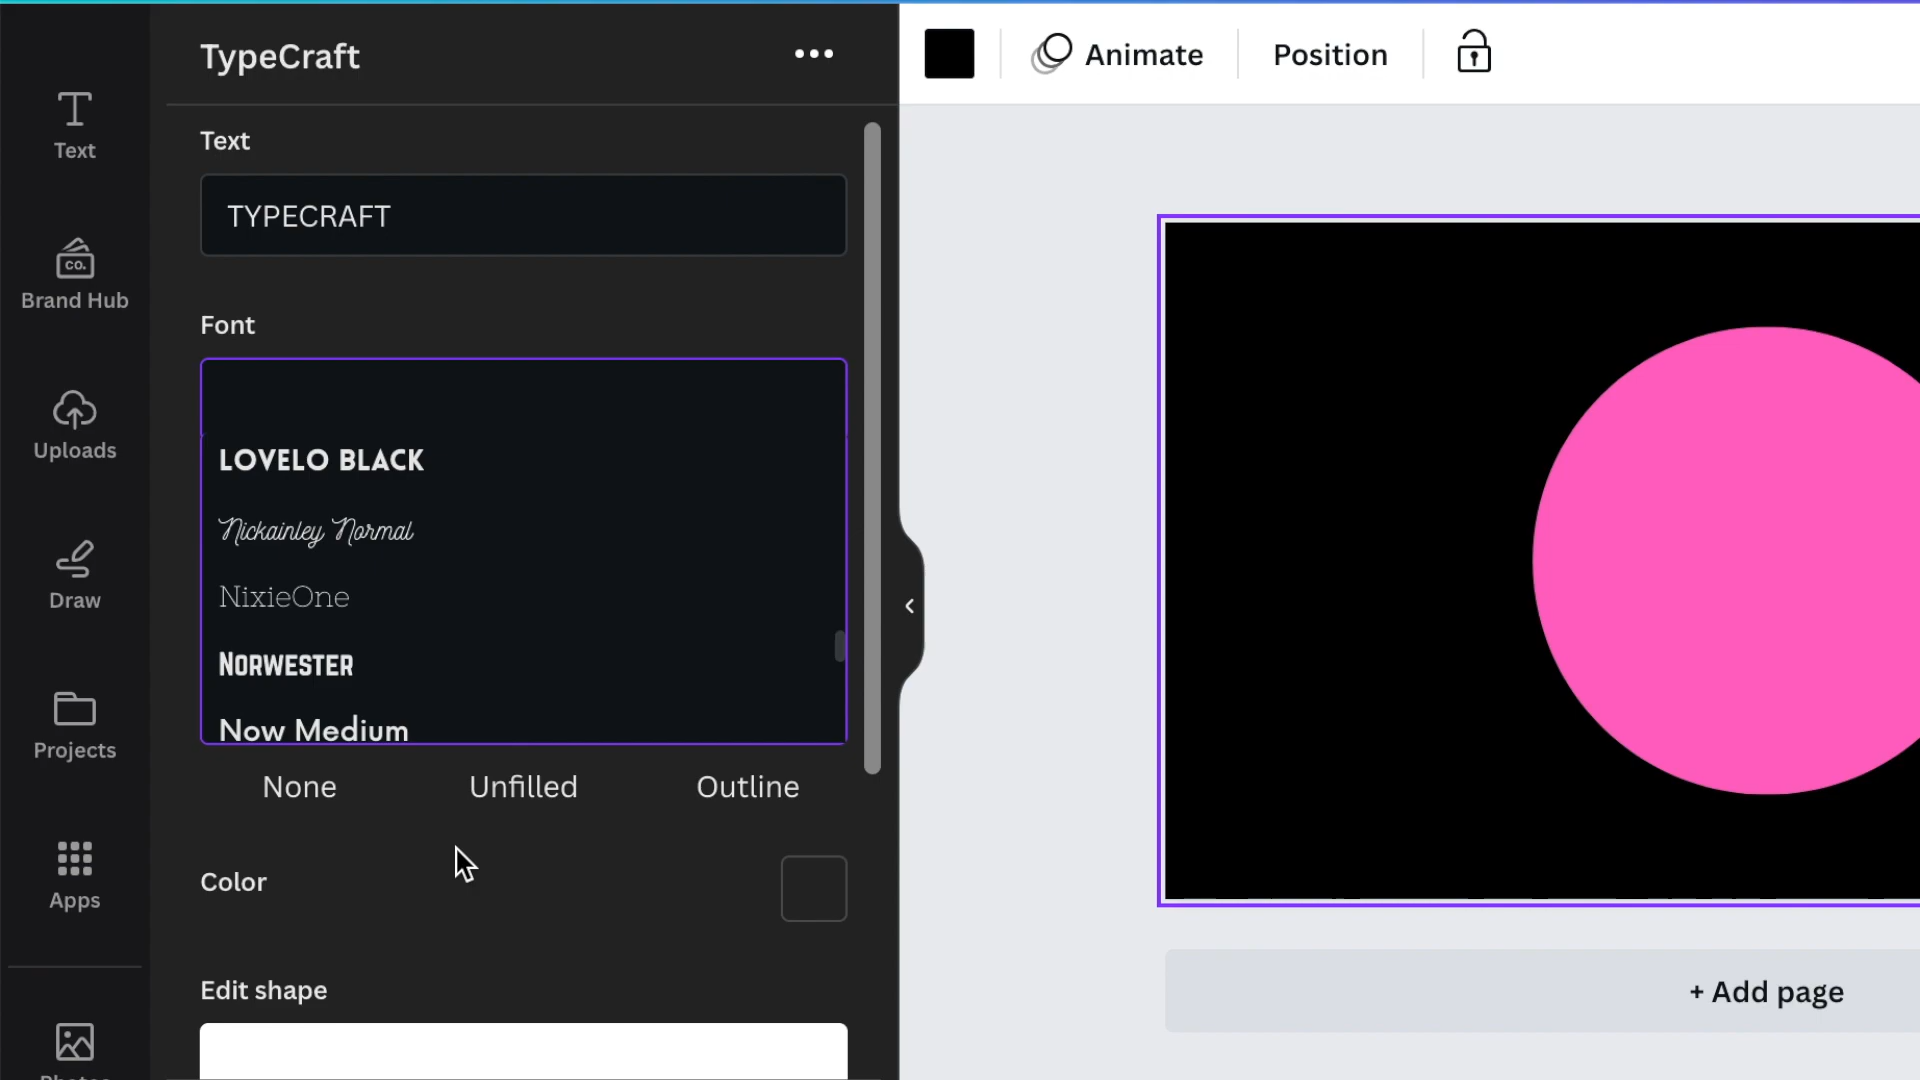 TypeCraft
Animate
Position
Text
Text
TYPECRAFT
Brand Hub
CO.
Font
Uploads
LOVELO BLACK
Nickainley Normal
NixieOne
NORWESTER
Now Medium
Draw
Projects
None
Unfilled
Outline
Color
Apps
Edit shape
+ Add page
Photos